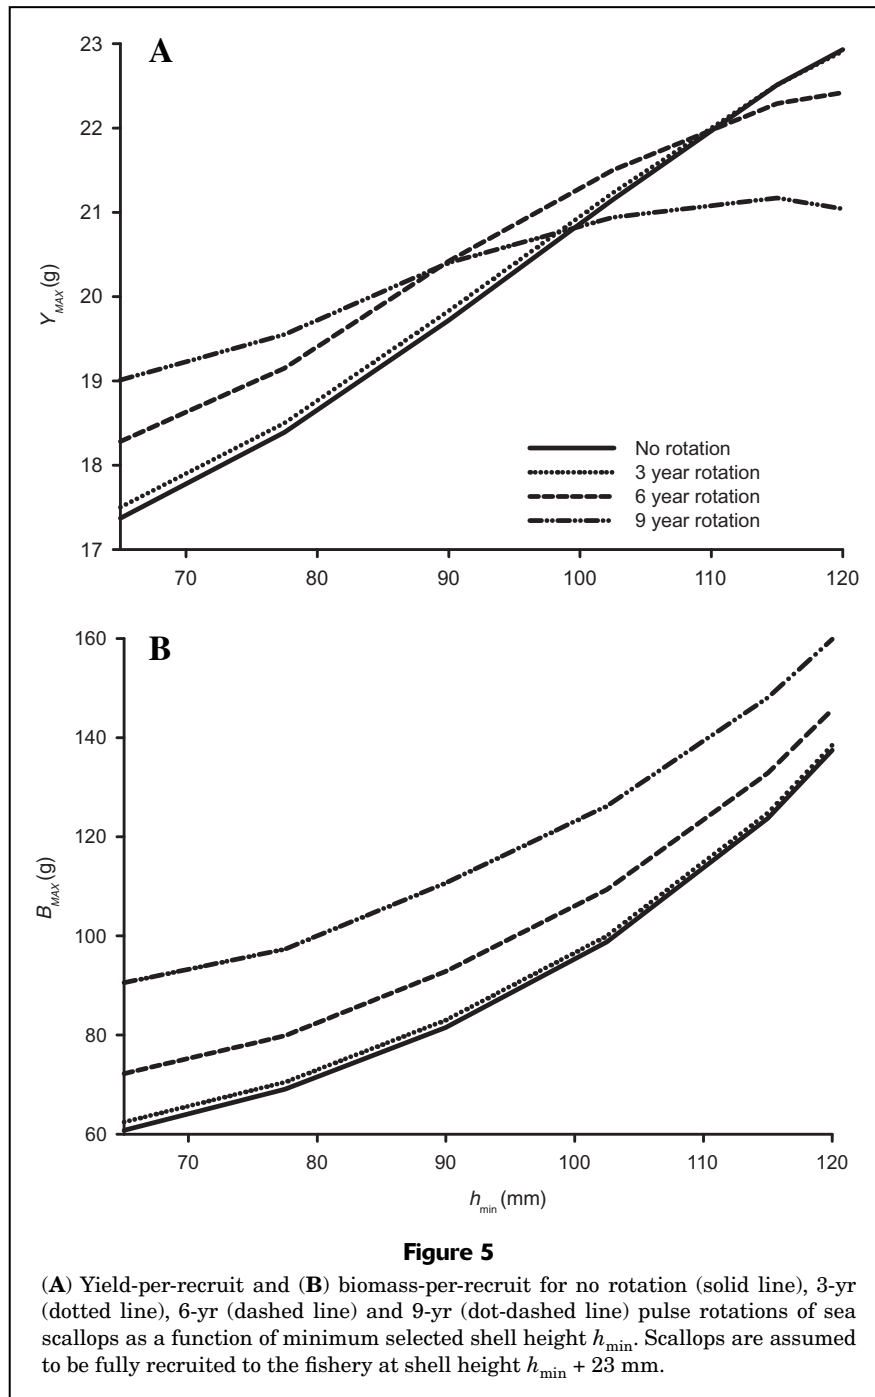 A
23
22
21
20
19
18
17
Y_MAX (g)
No rotation
3 year rotation
6 year rotation
9 year rotation
70 80 90 100 110 120
B
160
140
120
100
80
60
B_MAX (g)
70 80 90 100 110 120
h_min (mm)
Figure 5
(A) Yield-per-recruit and (B) biomass-per-recruit for no rotation (solid line), 3-yr
(dotted line), 6-yr (dashed line) and 9-yr (dot-dashed line) pulse rotations of sea
scallops as a function of minimum selected shell height h_min. Scallops are assumed
to be fully recruited to the fishery at shell height h_min + 23 mm.